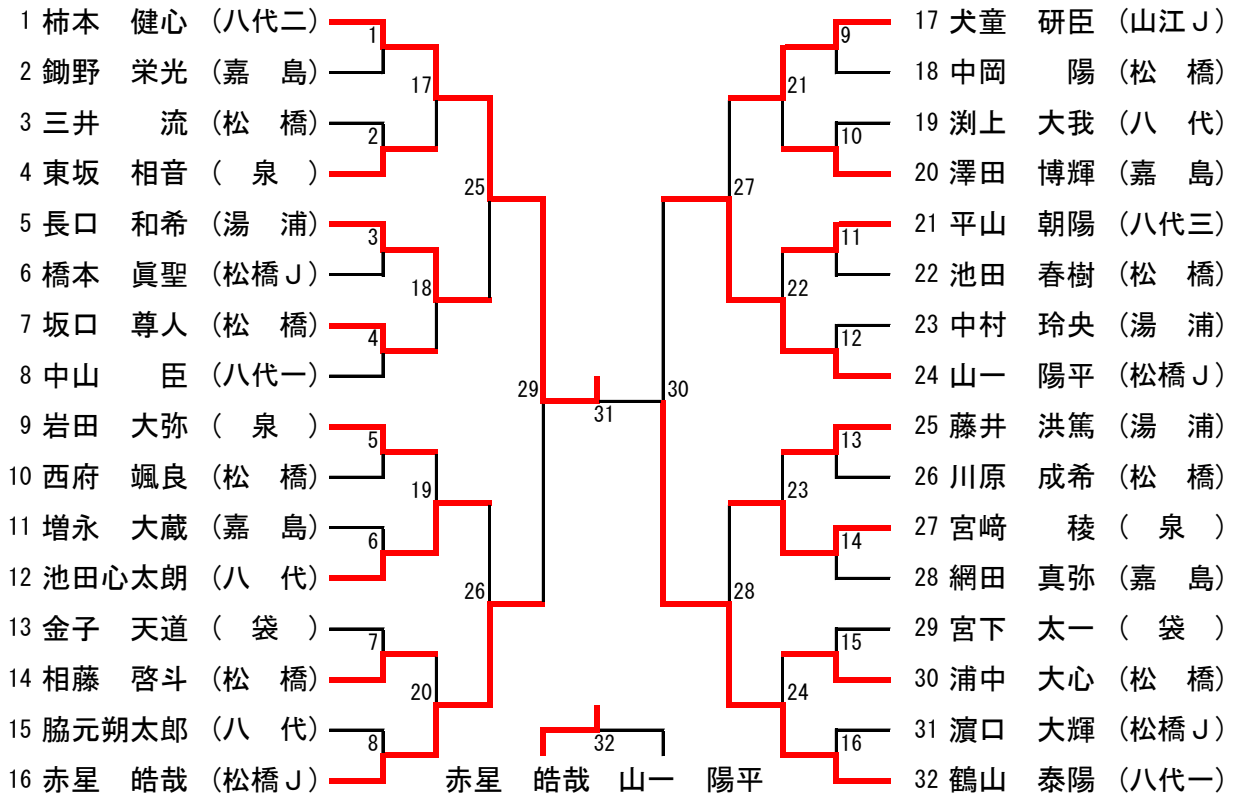 1 柿本　健心 (八代二)
2 鋤野　栄光 (嘉　島)
3 三井　　流 (松　橋)
4 東坂　相音 (　泉　)
5 長口　和希 (湯　浦)
6 橋本　眞聖 (松橋Ｊ)
7 坂口　尊人 (松　橋)
8 中山　　臣 (八代一)
9 岩田　大弥 (　泉　)
10 西府　颯良 (松　橋)
11 増永　大蔵 (嘉　島)
12 池田心太朗 (八　代)
13 金子　天道 (　袋　)
14 相藤　啓斗 (松　橋)
15 脇元朔太郎 (八　代)
16 赤星　皓哉 (松橋Ｊ)
1
2
3
4
5
6
7
8
17
18
19
20
25
26
29
31
32
赤星　皓哉 山一　陽平
30
27
28
21
22
23
24
9
10
11
12
13
14
15
16
17 犬童　研臣 (山江Ｊ)
18 中岡　　陽 (松　橋)
19 渕上　大我 (八　代)
20 澤田　博輝 (嘉　島)
21 平山　朝陽 (八代三)
22 池田　春樹 (松　橋)
23 中村　玲央 (湯　浦)
24 山一　陽平 (松橋Ｊ)
25 藤井　洪篤 (湯　浦)
26 川原　成希 (松　橋)
27 宮﨑　　稜 (　泉　)
28 網田　真弥 (嘉　島)
29 宮下　太一 (　袋　)
30 浦中　大心 (松　橋)
31 濵口　大輝 (松橋Ｊ)
32 鶴山　泰陽 (八代一)